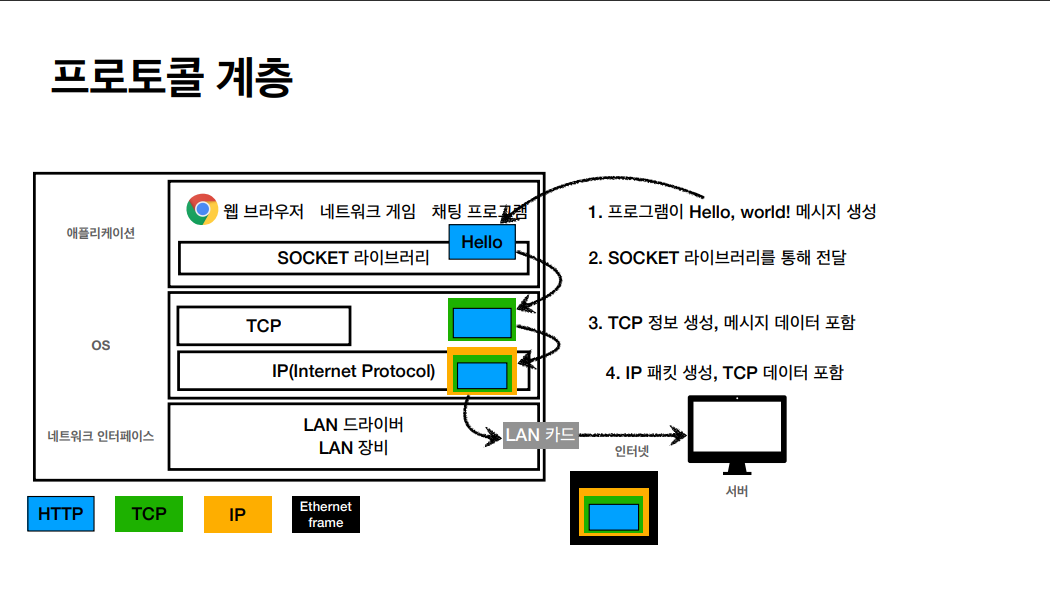 프로토콜 계층
애플리케이션
웹 브라우저 네트워크 게임 채팅 프로그램
Hello
SOCKET 라이브러리
1. 프로그램이 Hello, world! 메시지 생성
2. SOCKET 라이브러리를 통해 전달
OS
TCP
IP(Internet Protocol)
3. TCP 정보 생성, 메시지 데이터 포함
4. IP 패킷 생성, TCP 데이터 포함
네트워크 인터페이스
LAN 드라이버
LAN 장비
LAN 카드
인터넷
서버
HTTP
TCP
IP
Ethernet
frame